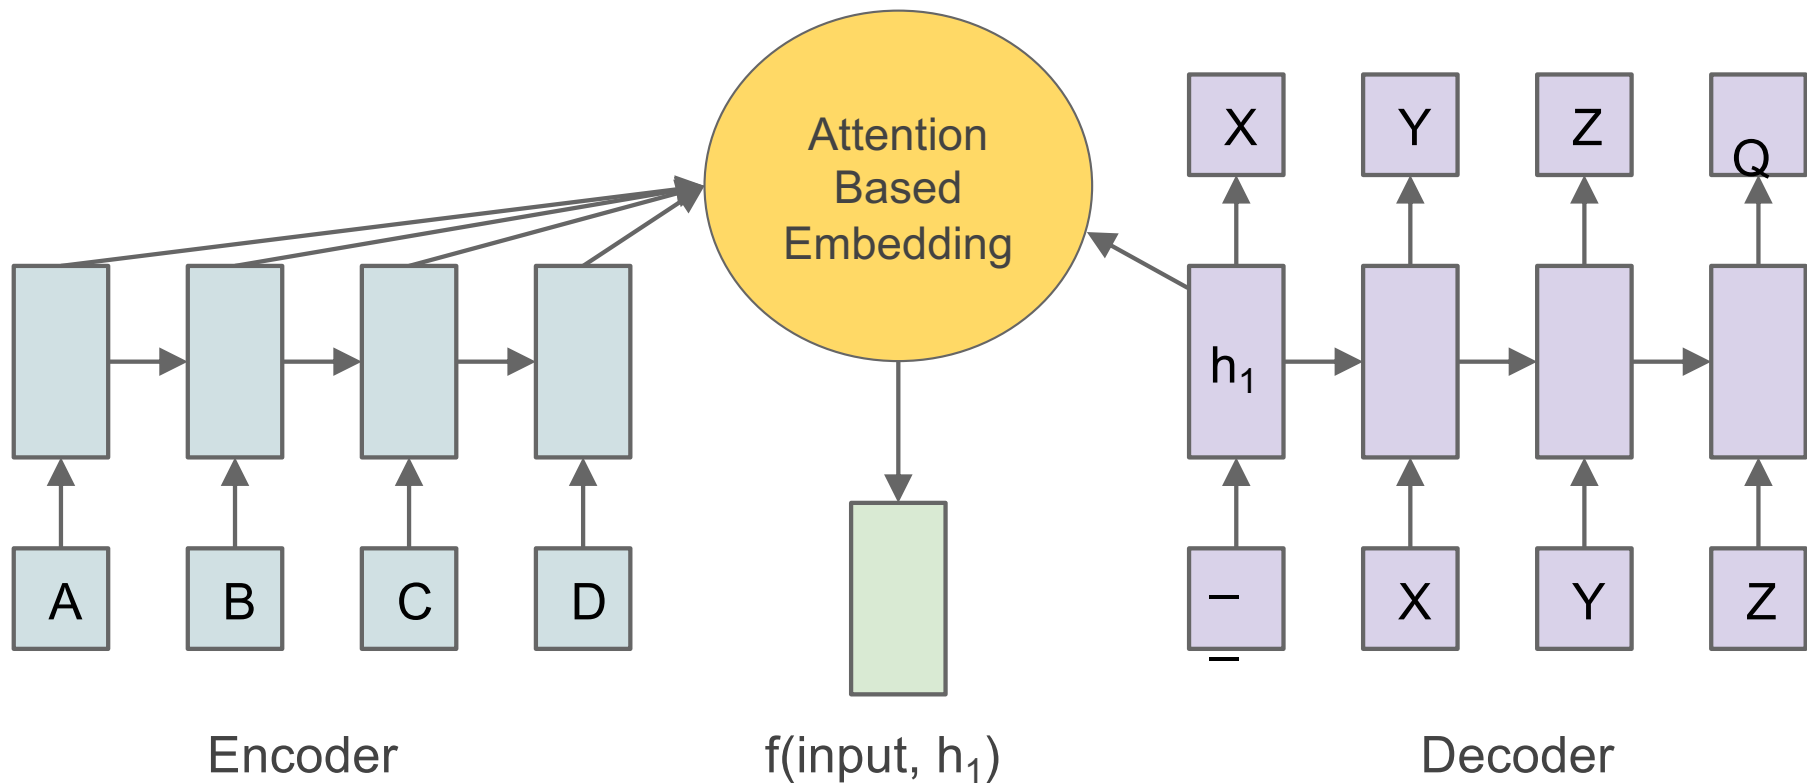 Attention
Based
Embedding
X Y Z Q
h₁
A B C D
_
_
X Y Z
Encoder
f(input, h₁)
Decoder